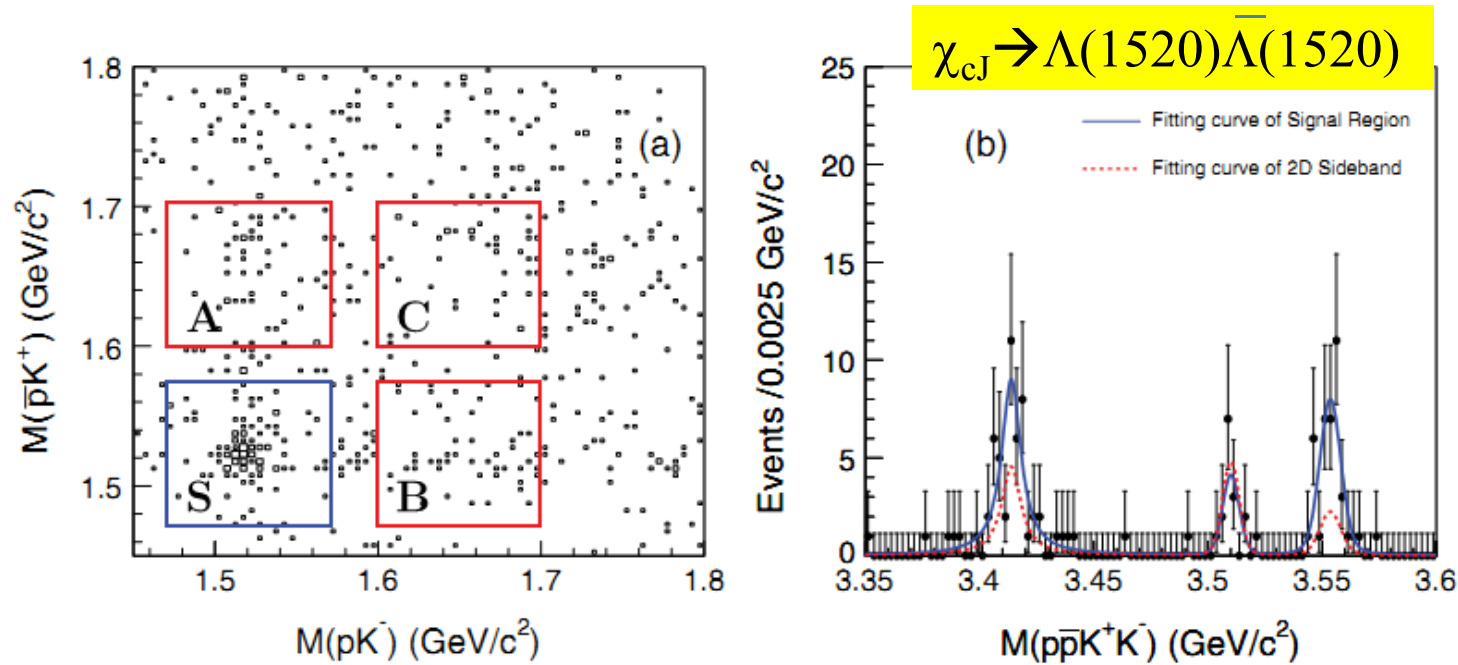 χcJ→Λ(1520)Λ̅(1520)
1.8
1.7
1.6
1.5
M(p̅K⁺) (GeV/c²)
(a)
A
C
S
B
1.5
1.6
1.7
1.8
M(pK⁻) (GeV/c²)
25
20
15
10
5
0
Events /0.0025 GeV/c²
(b)
Fitting curve of Signal Region
Fitting curve of 2D Sideband
3.35
3.4
3.45
3.5
3.55
3.6
M(pp̅K⁺K⁻) (GeV/c²)